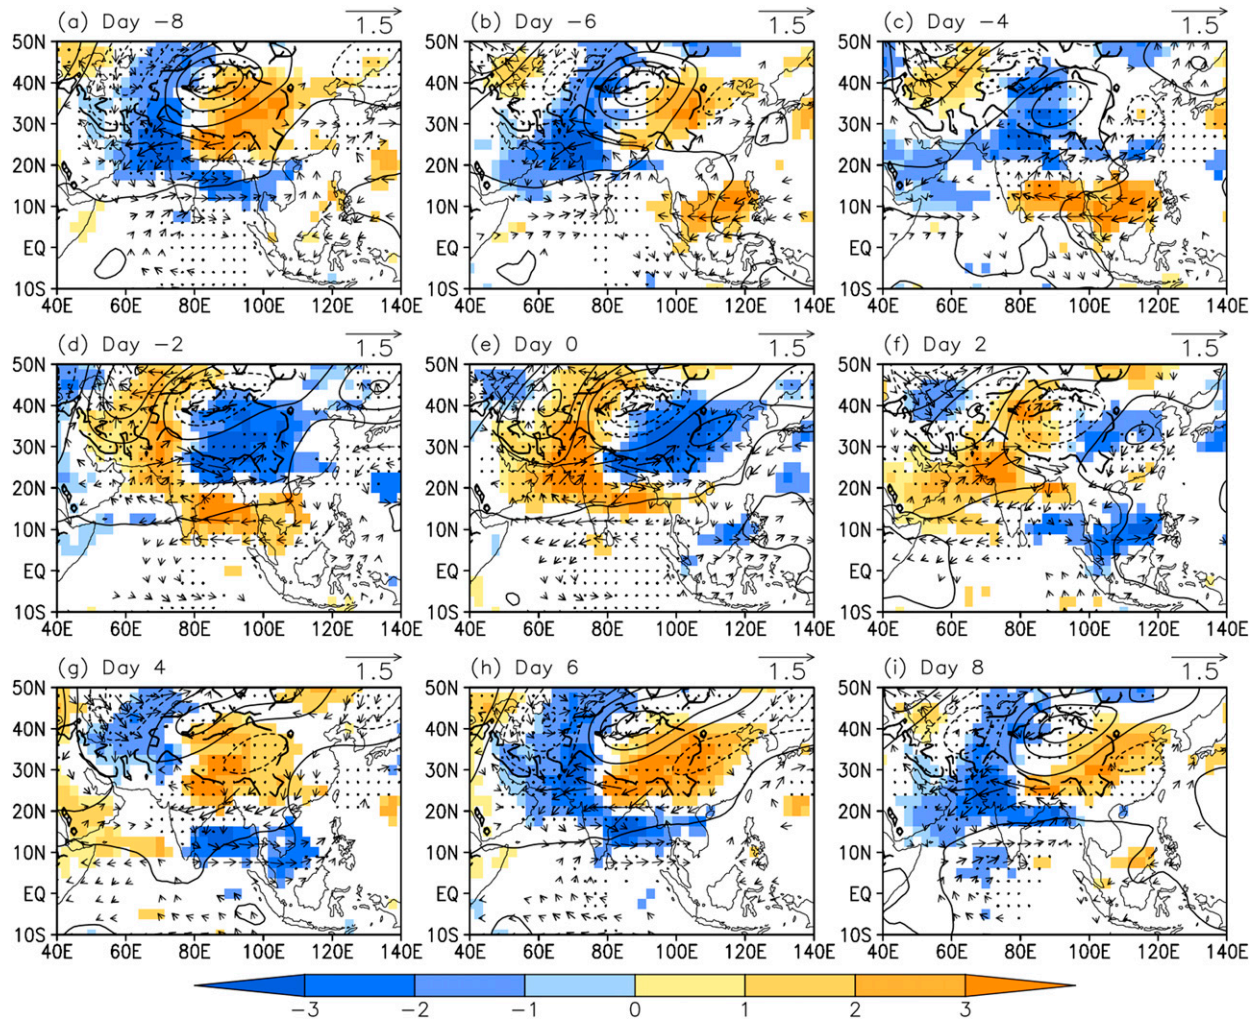 (a) Day -8 1.5 (b) Day -6 1.5 (c) Day -4 1.5
50N 50N 50N
40N 40N 40N
30N 30N 30N
20N 20N 20N
10N 10N 10N
EQ EQ EQ
10S 10S 10S
40E 60E 80E 100E 120E 140E 40E 60E 80E 100E 120E 140E 40E 60E 80E 100E 120E 140E
(d) Day -2 1.5 (e) Day 0 1.5 (f) Day 2 1.5
50N 50N 50N
40N 40N 40N
30N 30N 30N
20N 20N 20N
10N 10N 10N
EQ EQ EQ
10S 10S 10S
40E 60E 80E 100E 120E 140E 40E 60E 80E 100E 120E 140E 40E 60E 80E 100E 120E 140E
(g) Day 4 1.5 (h) Day 6 1.5 (i) Day 8 1.5
50N 50N 50N
40N 40N 40N
30N 30N 30N
20N 20N 20N
10N 10N 10N
EQ EQ EQ
10S 10S 10S
40E 60E 80E 100E 120E 140E 40E 60E 80E 100E 120E 140E 40E 60E 80E 100E 120E 140E
-3 -2 -1 0 1 2 3